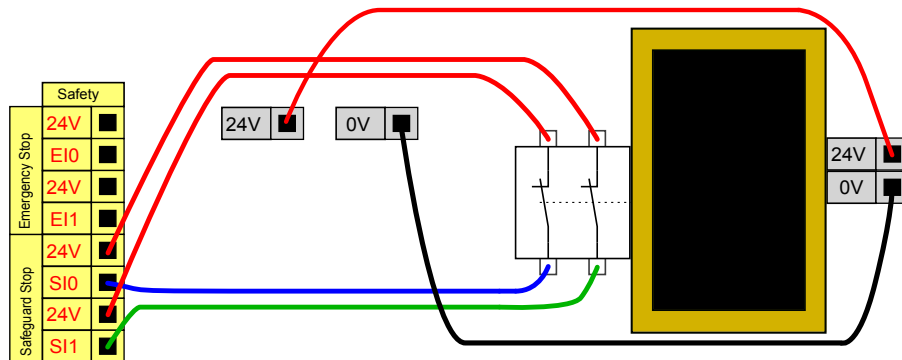 Safety
Emergency Stop
24V
EI0
24V
EI1
Safeguard Stop
24V
SI0
24V
SI1
24V
0V
24V
0V